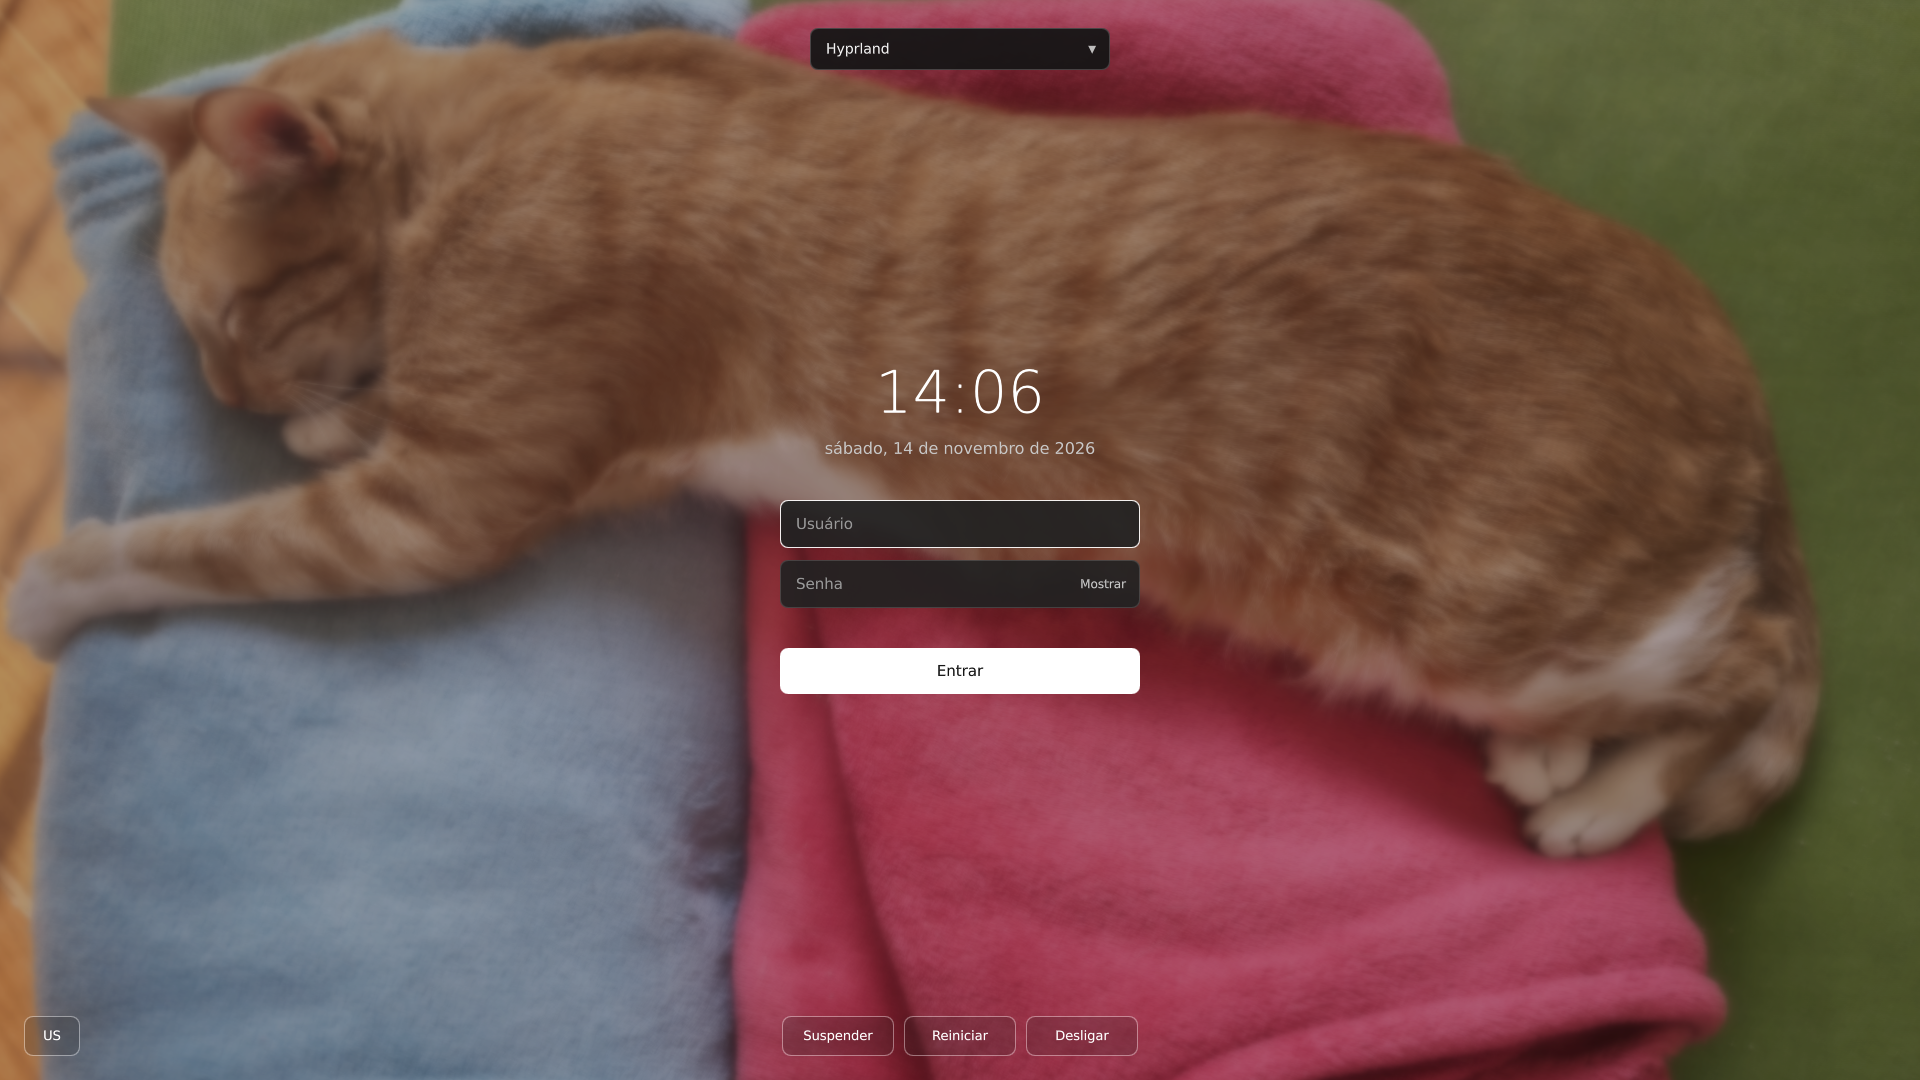 Hyprland
14:06
sábado, 14 de novembro de 2026
Usuário
Senha
Mostrar
Entrar
US
Suspender
Reiniciar
Desligar